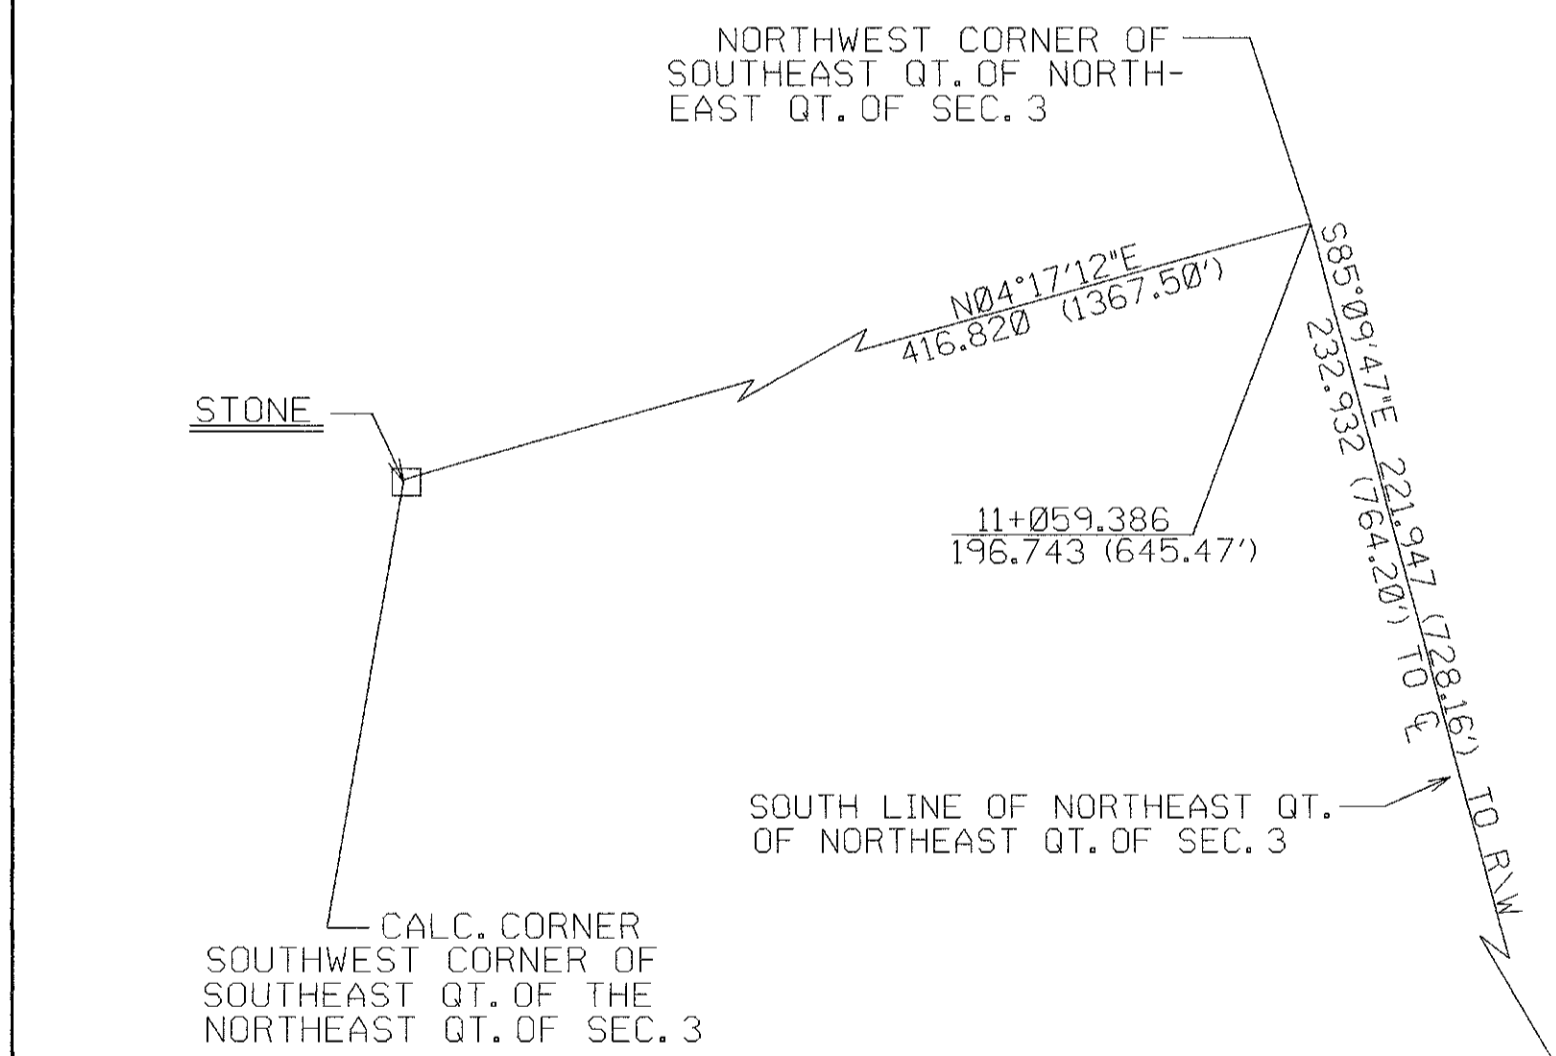 NORTHWEST CORNER OF
SOUTHEAST QT. OF NORTH-
EAST QT. OF SEC. 3
N04°17'12"E
416.820 (1367.50')
S85°09'47"E 221.947 (728.16') TO R\W
232.932 (764.20') TO ℄
STONE
11+059.386
196.743 (645.47')
SOUTH LINE OF NORTHEAST QT.
OF NORTHEAST QT. OF SEC. 3
CALC. CORNER
SOUTHWEST CORNER OF
SOUTHEAST QT. OF THE
NORTHEAST QT. OF SEC. 3